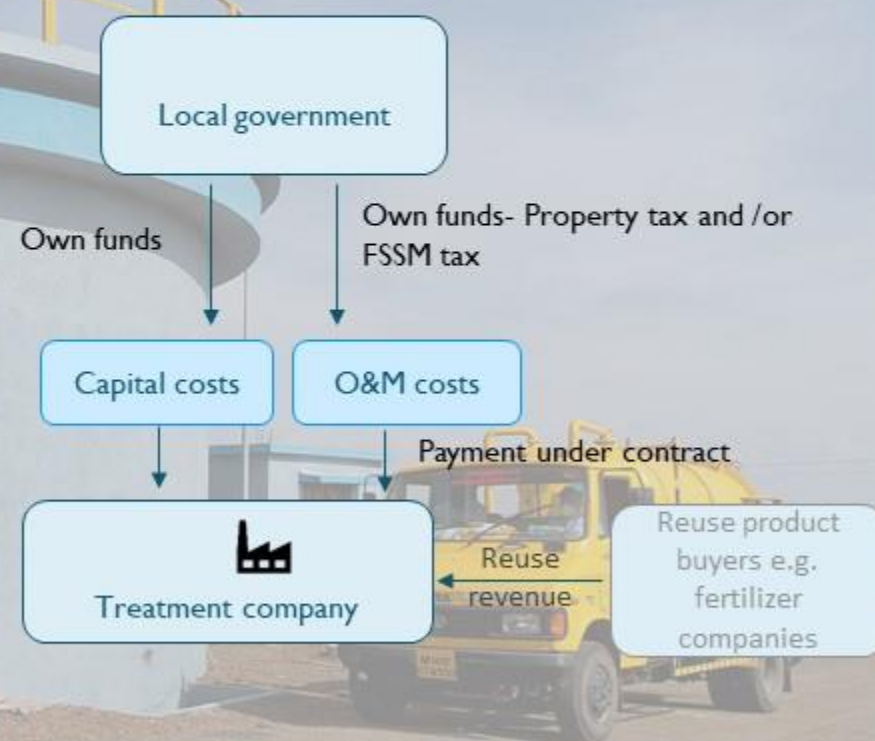 Local government
Own funds
Own funds- Property tax and /or
FSSM tax
Capital costs
O&M costs
Payment under contract
Treatment company
Reuse
revenue
Reuse product
buyers e.g.
fertilizer
companies